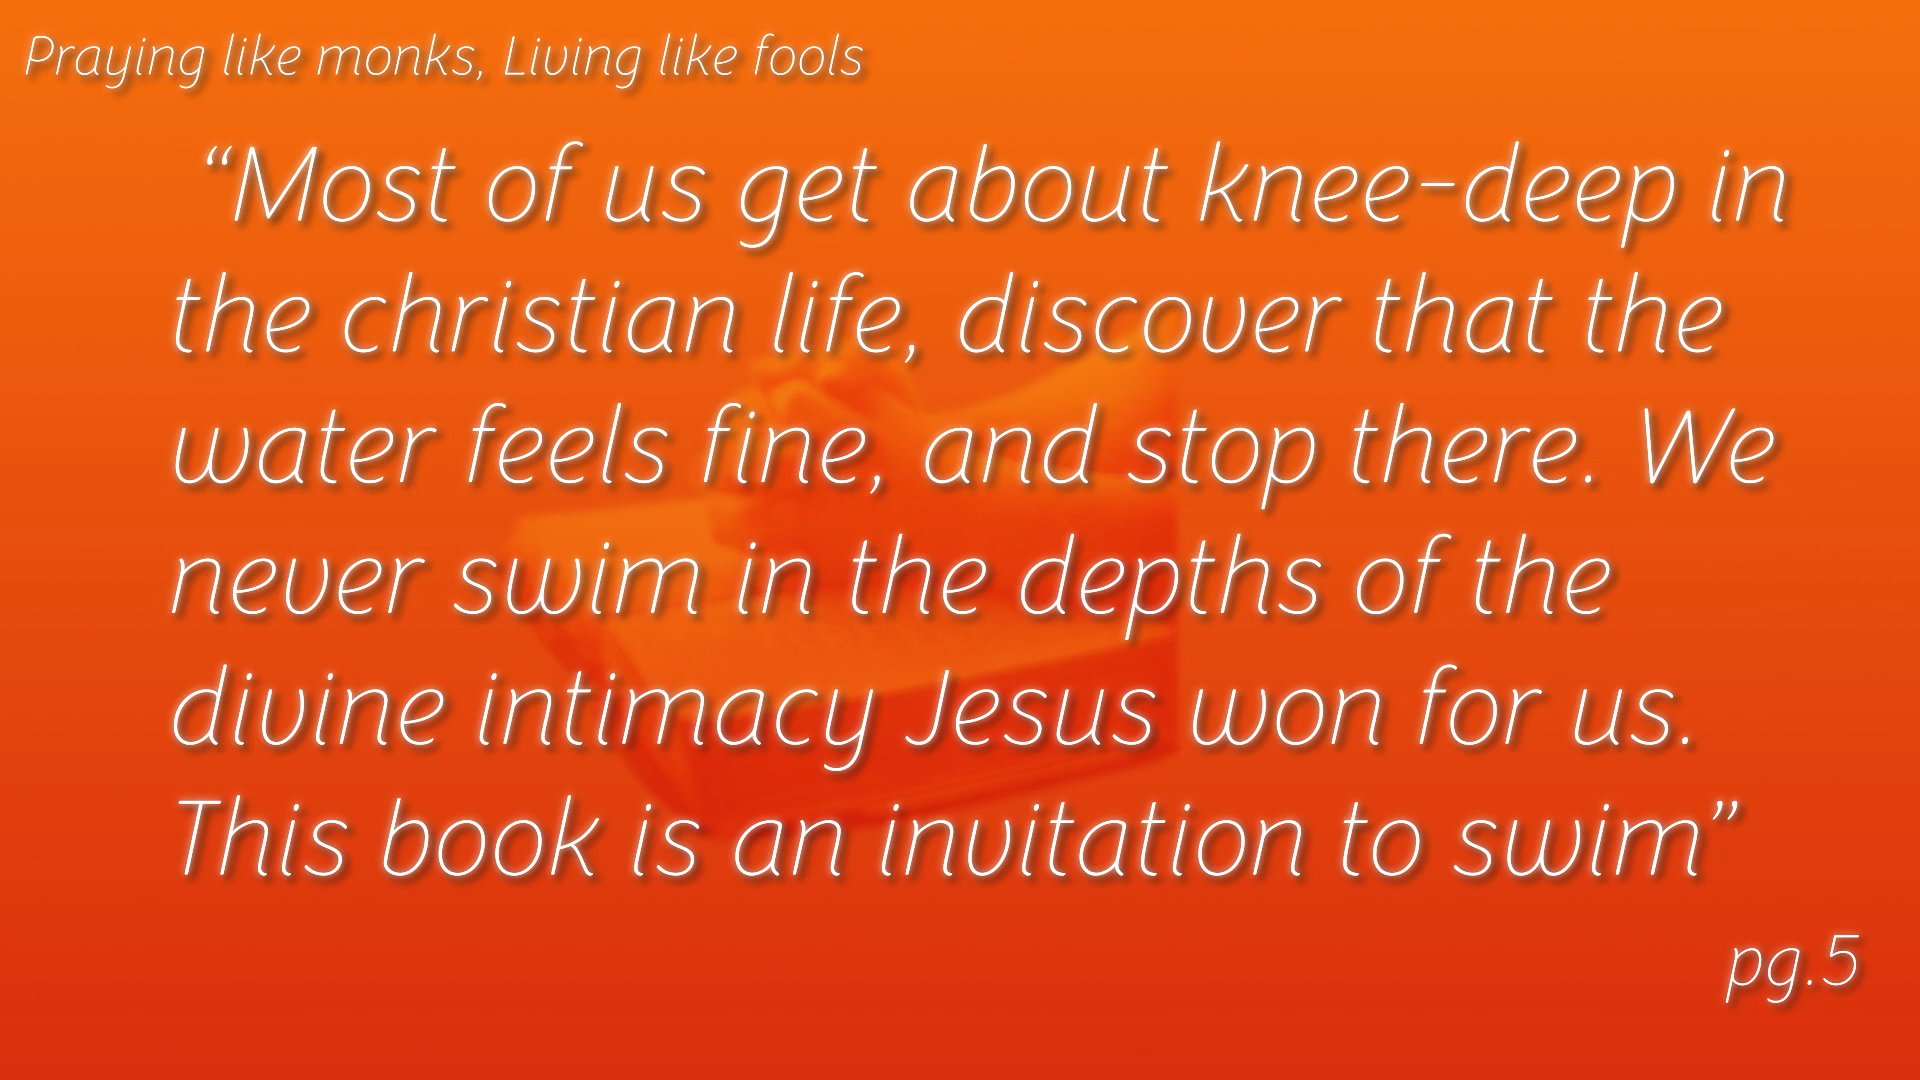 Praying like monks, Living like fools
“Most of us get about knee-deep in
the christian life, discover that the
water feels fine, and stop there. We
never swim in the depths of the
divine intimacy Jesus won for us.
This book is an invitation to swim”
pg.5